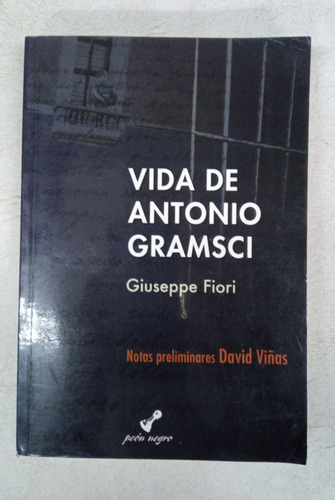 VIDA DE
ANTONIO
GRAMSCI
Giuseppe Fiori
Notas preliminares David Viñas
peón negro